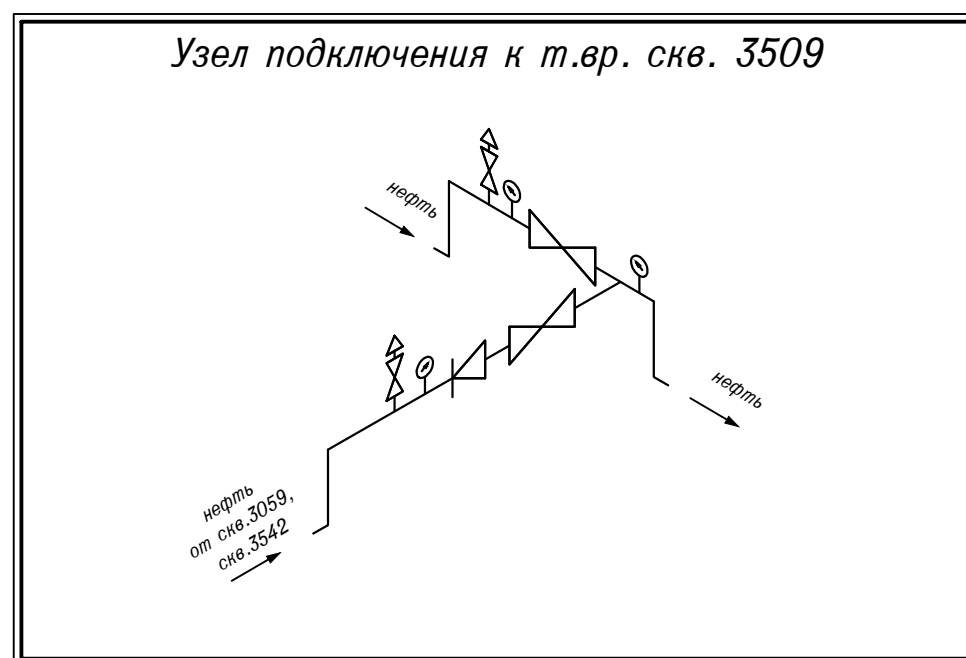 Узел подключения к т.вр. скв. 3509
нефть
нефть
нефть
от скв.3059,
скв.3542